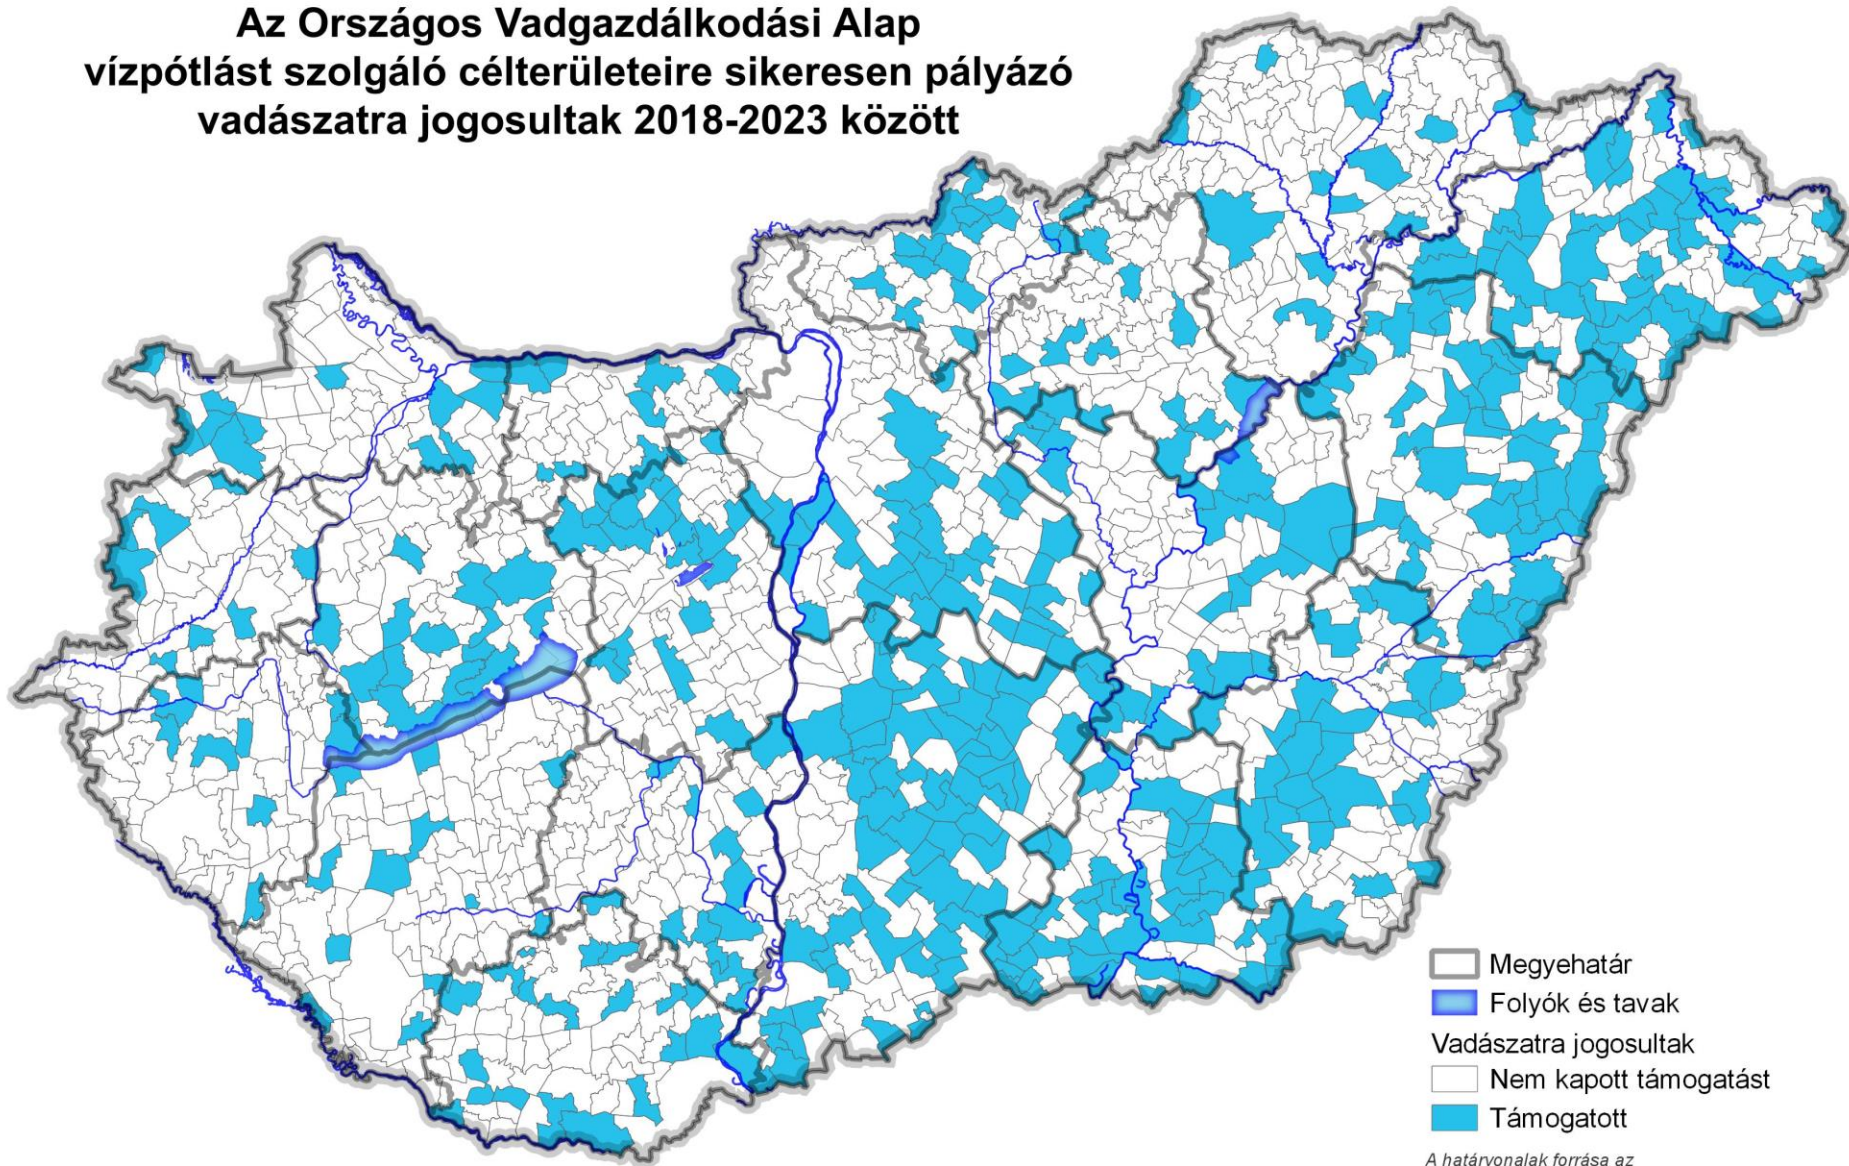 Az Országos Vadgazdálkodási Alap
vízpótlást szolgáló célterületeire sikeresen pályázó
vadászatra jogosultak 2018-2023 között
Megyehatár
Folyók és tavak
Vadászatra jogosultak
Nem kapott támogatást
Támogatott
A határvonalak forrása az